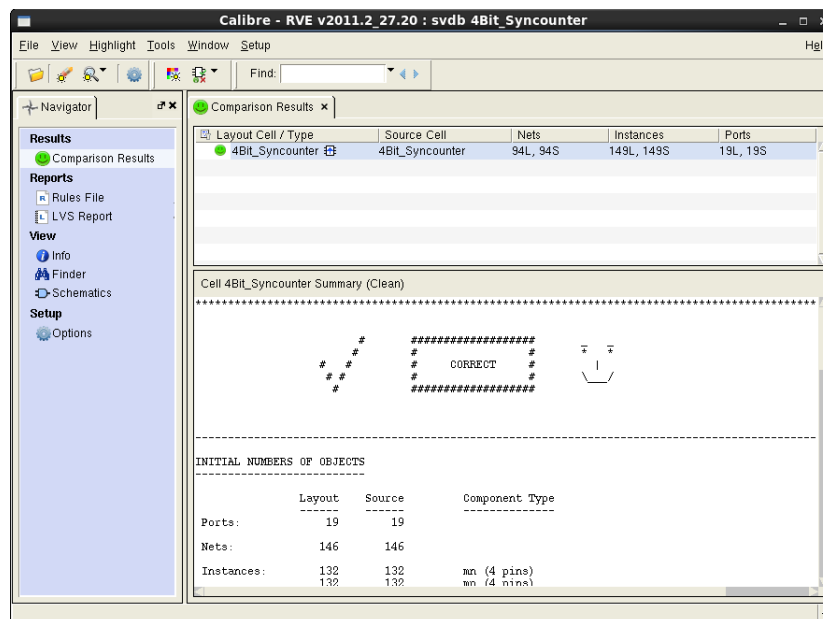 Calibre - RVE v2011.2_27.20 : svdb 4Bit_Syncounter
File View Highlight Tools Window Setup
Find:
Navigator
Comparison Results
Results
Comparison Results
Reports
Rules File
LVS Report
View
Info
Finder
Schematics
Setup
Options
Layout Cell / Type Source Cell Nets Instances Ports
4Bit_Syncounter 4Bit_Syncounter 94L, 94S 149L, 149S 19L, 19S
Cell 4Bit_Syncounter Summary (Clean)
CORRECT
INITIAL NUMBERS OF OBJECTS
Layout Source Component Type
Ports: 19 19
Nets: 146 146
Instances: 132 132 mn (4 pins)
132 132